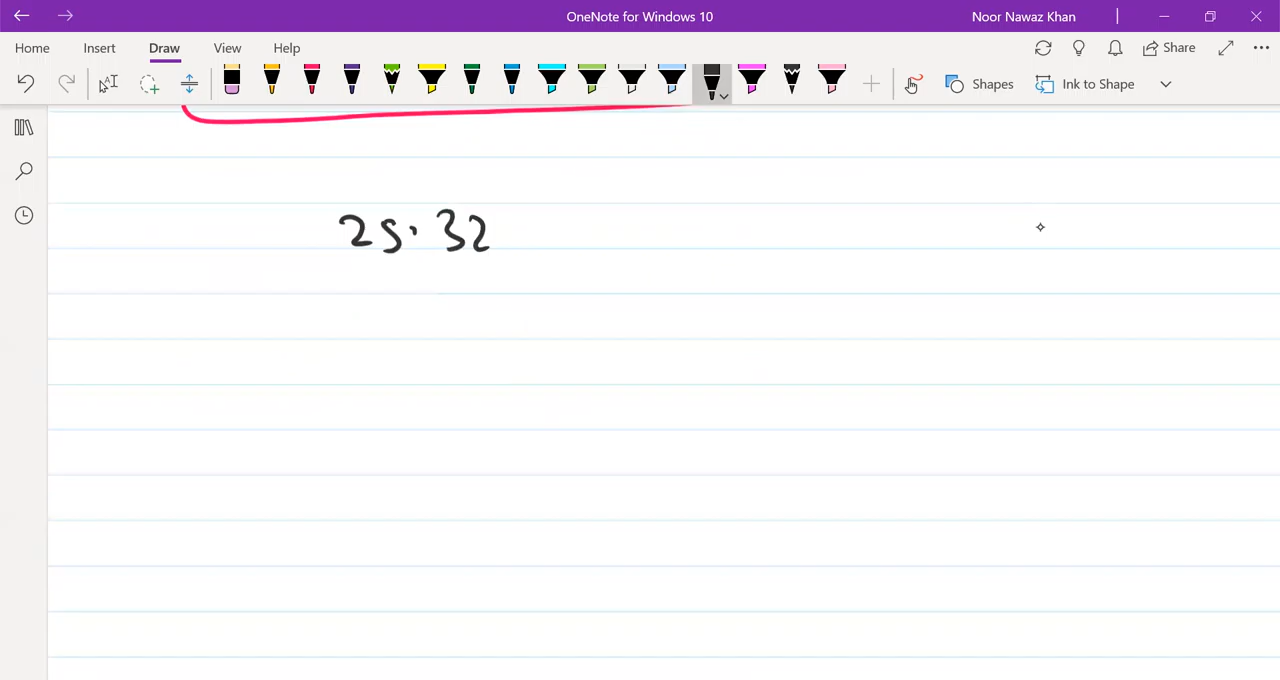 OneNote for Windows 10 Noor Nawaz Khan
Home Insert Draw View Help Share
Shapes Ink to Shape
25. 32